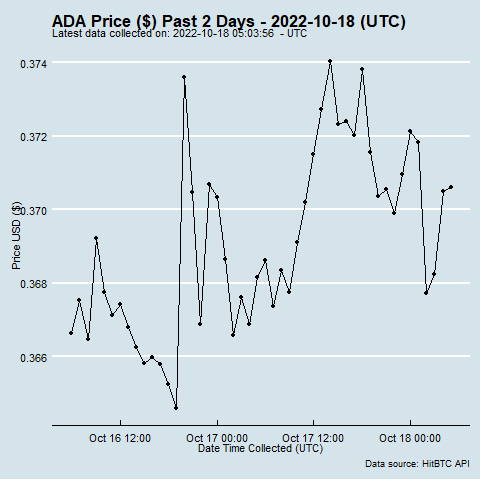 ADA Price ($) Past 2 Days - 2022-10-18 (UTC)
Latest data collected on: 2022-10-18 05:03:56 - UTC
0.374
0.372
0.370
0.368
0.366
Price USD ($)
Oct 16 12:00
Oct 17 00:00
Oct 17 12:00
Oct 18 00:00
Date Time Collected (UTC)
Data source: HitBTC API